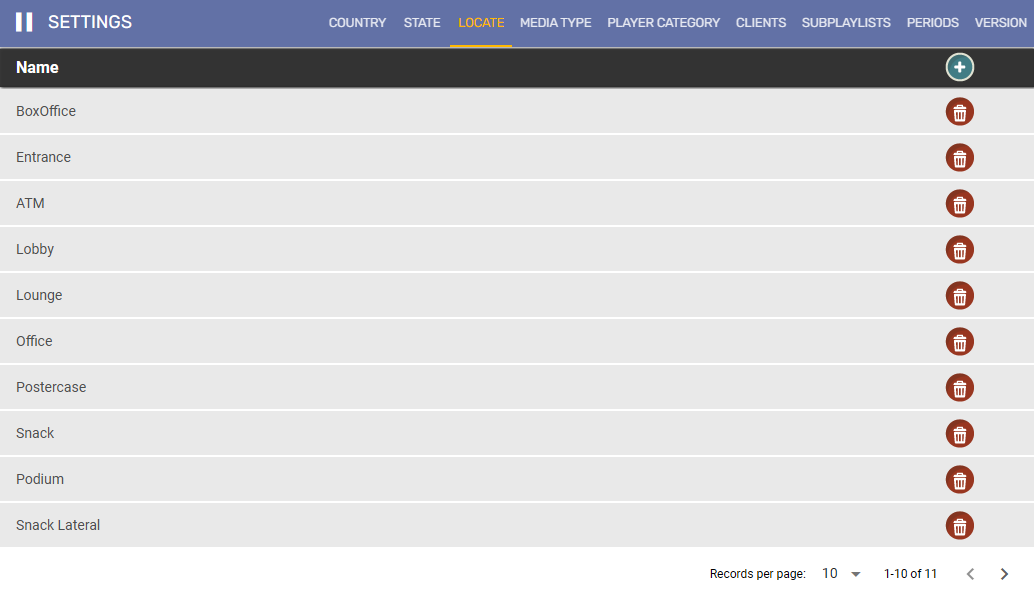 SETTINGS COUNTRY STATE LOCATE MEDIA TYPE PLAYER CATEGORY CLIENTS SUBPLAYLISTS PERIODS VERSION
Name
BoxOffice
Entrance
ATM
Lobby
Lounge
Office
Postercase
Snack
Podium
Snack Lateral
Records per page: 10 1-10 of 11